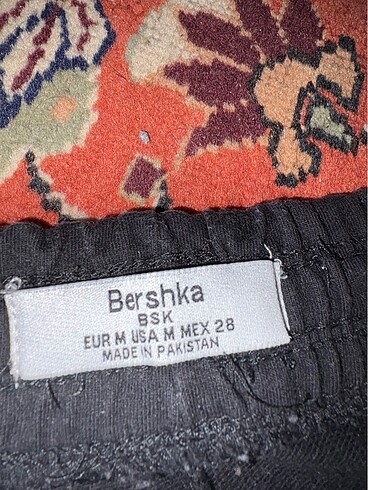 Bershka
BSK
EUR M USA M MEX 28
MADE IN PAKISTAN